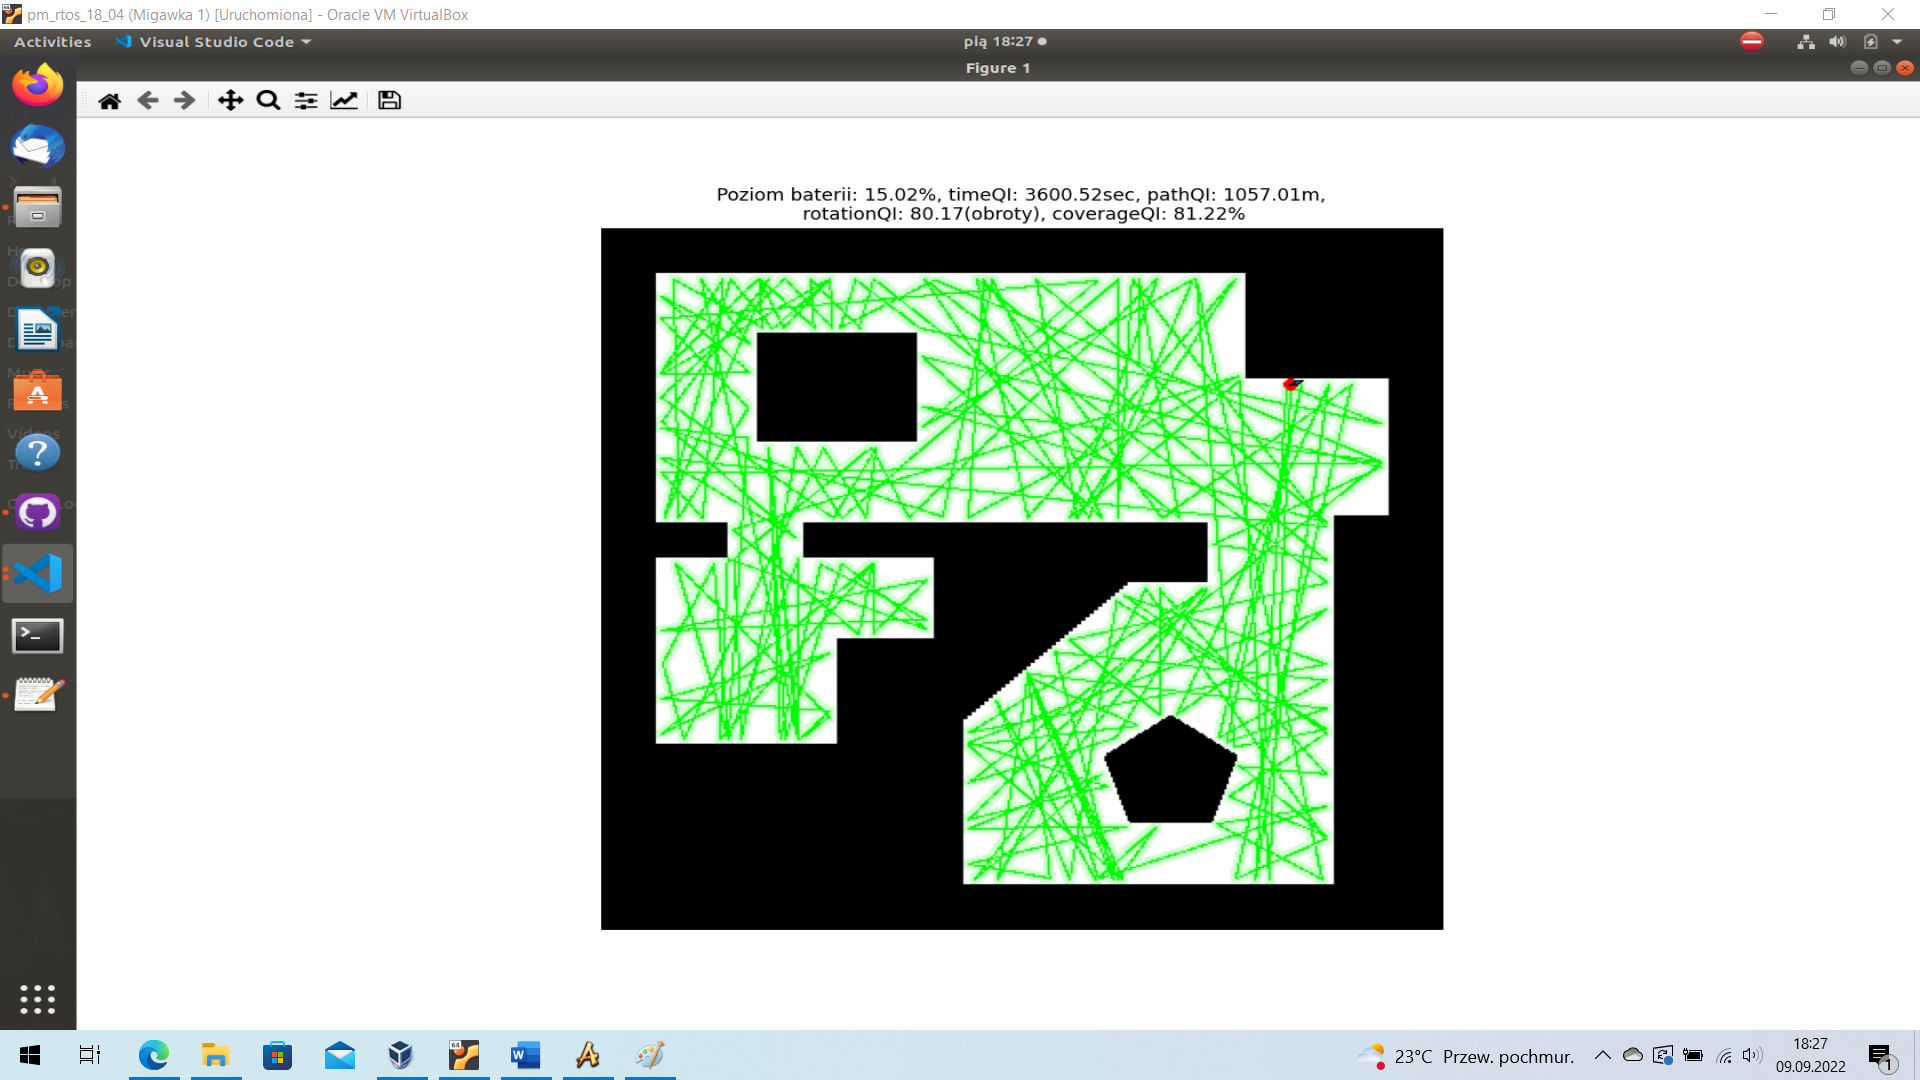 pm_rtos_18_04 (Migawka 1) [Uruchomiona] - Oracle VM VirtualBox
Activities
Visual Studio Code
pią 18:27
Figure 1
Poziom baterii: 15.02%, timeQI: 3600.52sec, pathQI: 1057.01m,
rotationQI: 80.17(obroty), coverageQI: 81.22%
23°C Przew. pochmur.
18:27
09.09.2022
1